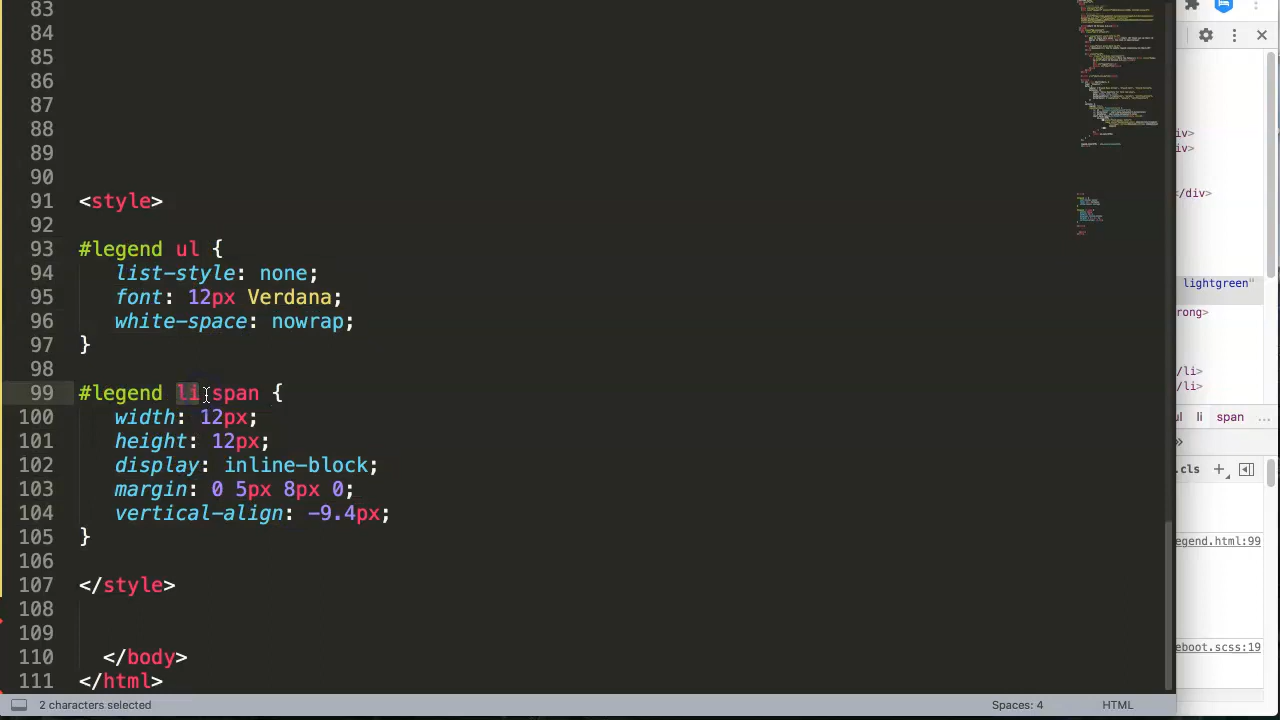 83
84
85
86
87
88
89
90
91 <style>
92
93 #legend ul {
94 list-style: none;
95 font: 12px Verdana;
96 white-space: nowrap;
97 }
98
99 #legend li span {
100 width: 12px;
101 height: 12px;
102 display: inline-block;
103 margin: 0 5px 8px 0;
104 vertical-align: -9.4px;
105 }
106
107 </style>
108
109
110 </body>
111 </html>
2 characters selected
Spaces: 4
HTML
iv>
iv>
</div>
lightgreen"
rong>
/li>
/li>
ul li span ...
»
.cls
egend.html:99
eboot.scss:19